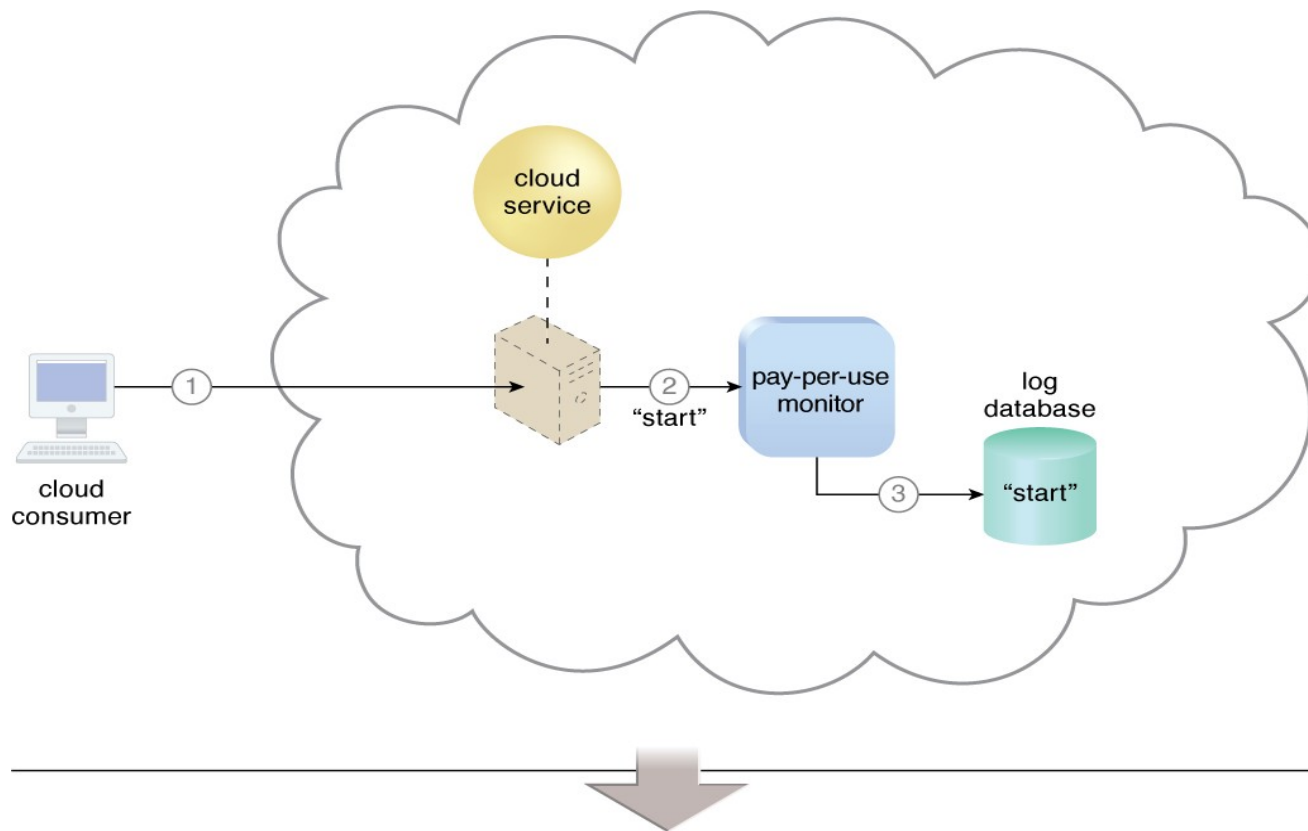 cloud
service
1
2
“start”
pay-per-use
monitor
log
database
3
“start”
cloud
consumer